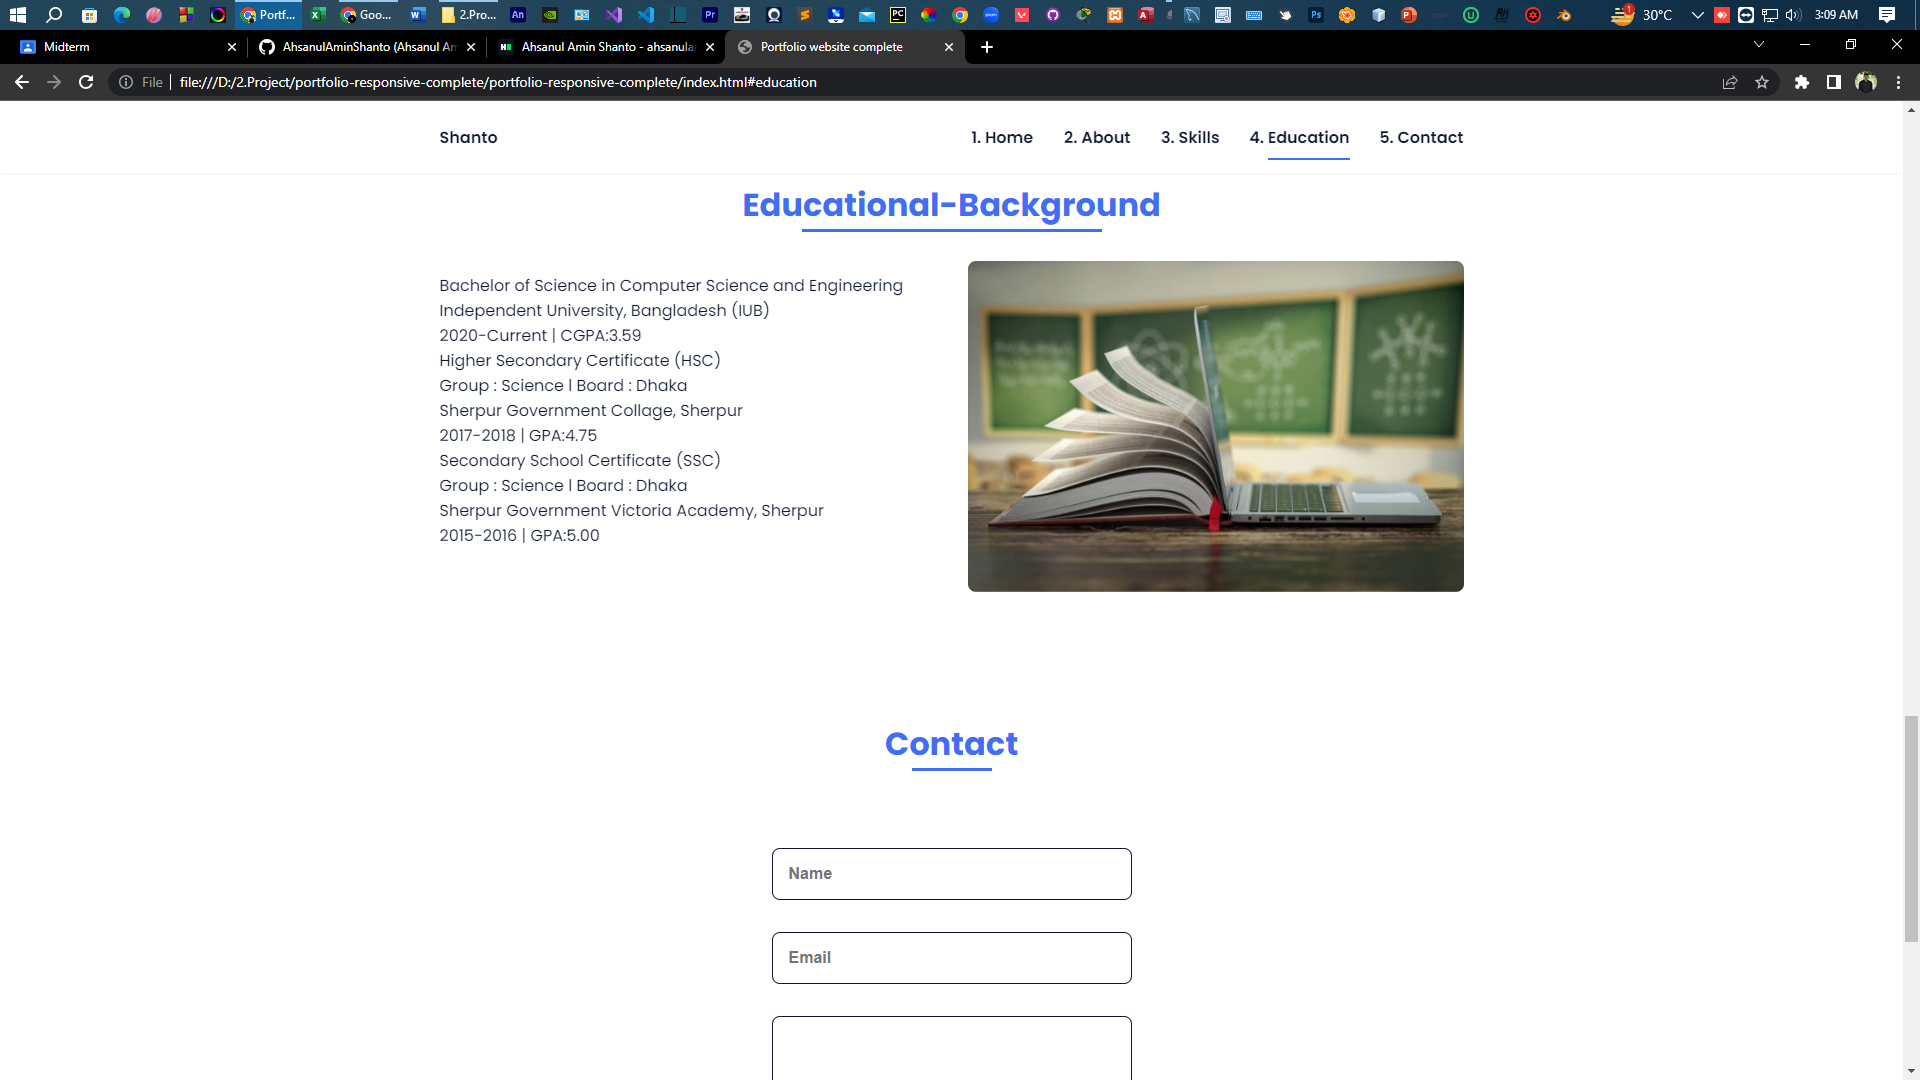 Portf...
Goo...
2.Pro...
30°C
3:09 AM
Midterm
AhsanulAminShanto (Ahsanul Am
Ahsanul Amin Shanto - ahsanular
Portfolio website complete
File | file:///D:/2.Project/portfolio-responsive-complete/portfolio-responsive-complete/index.html#education
Shanto
1. Home
2. About
3. Skills
4. Education
5. Contact
Educational-Background
Bachelor of Science in Computer Science and Engineering
Independent University, Bangladesh (IUB)
2020-Current | CGPA:3.59
Higher Secondary Certificate (HSC)
Group : Science l Board : Dhaka
Sherpur Government Collage, Sherpur
2017-2018 | GPA:4.75
Secondary School Certificate (SSC)
Group : Science l Board : Dhaka
Sherpur Government Victoria Academy, Sherpur
2015-2016 | GPA:5.00
Contact
Name
Email